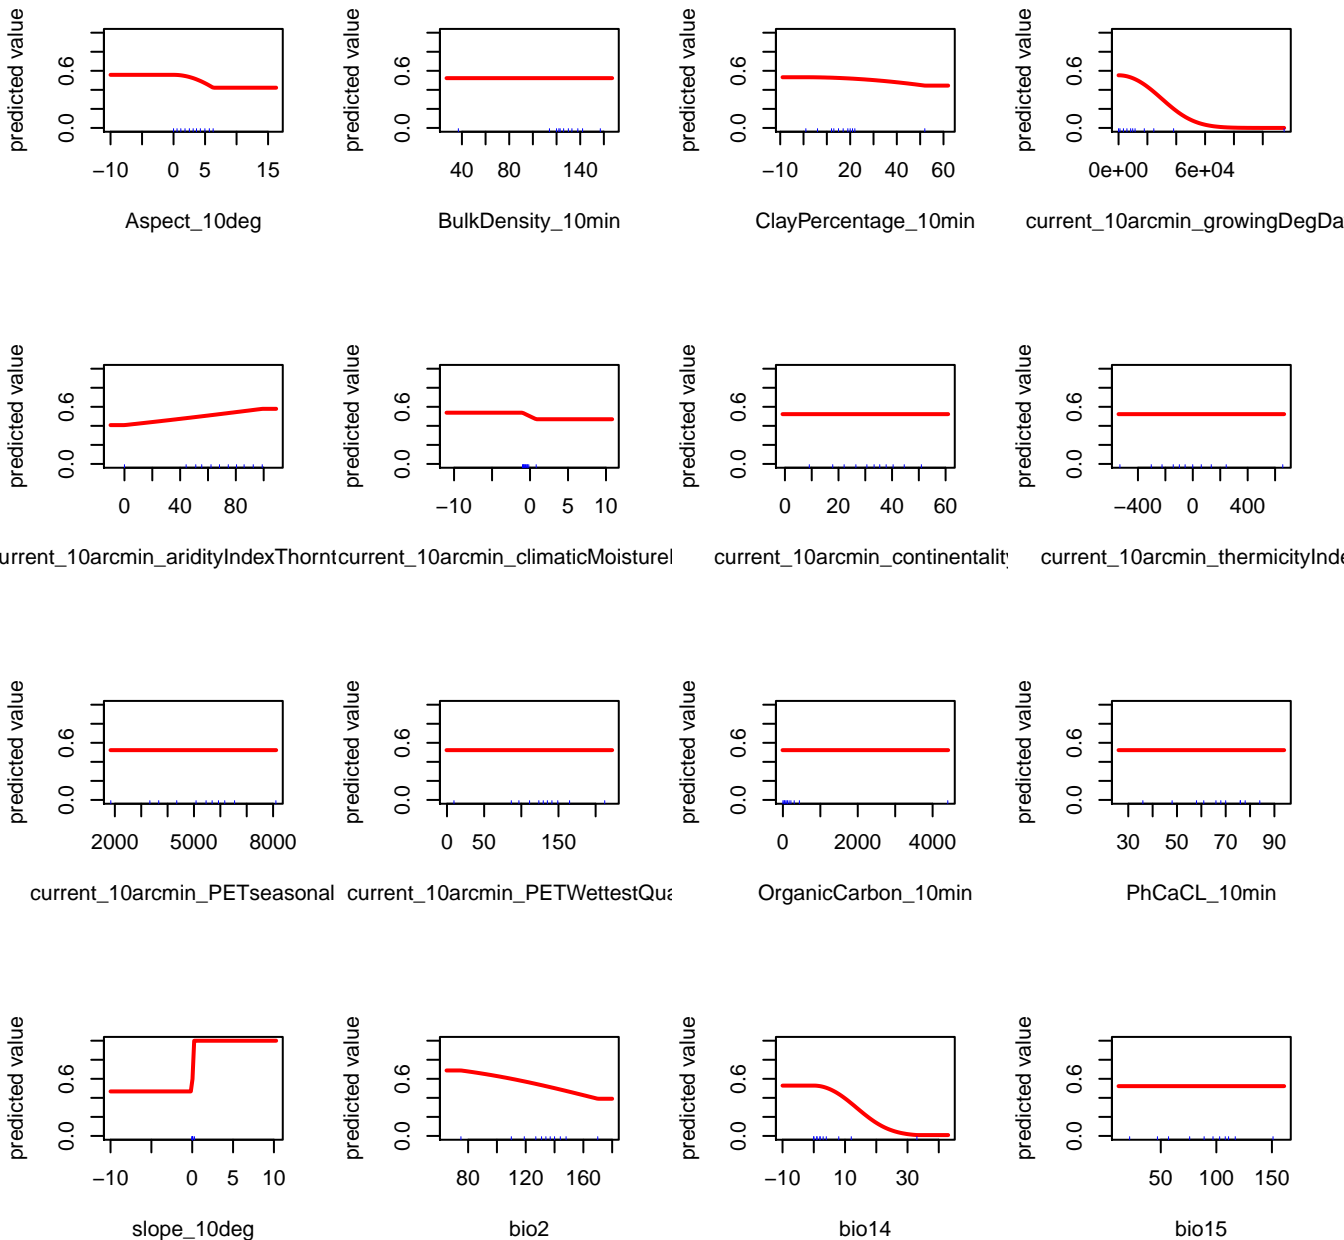 predicted value
0.0 0.6
−10 0 5 15
Aspect_10deg
predicted value
0.0 0.6
40 80 140
BulkDensity_10min
predicted value
0.0 0.6
−10 20 40 60
ClayPercentage_10min
predicted value
0.0 0.6
0e+00 6e+04
current_10arcmin_growingDegDa
predicted value
0.0 0.6
0 40 80
urrent_10arcmin_aridityIndexThornt
predicted value
0.0 0.6
−10 0 5 10
current_10arcmin_climaticMoistureI
predicted value
0.0 0.6
0 20 40 60
current_10arcmin_continentality
predicted value
0.0 0.6
−400 0 400
current_10arcmin_thermicityInde
predicted value
0.0 0.6
2000 5000 8000
current_10arcmin_PETseasonal
predicted value
0.0 0.6
0 50 150
current_10arcmin_PETWettestQua
predicted value
0.0 0.6
0 2000 4000
OrganicCarbon_10min
predicted value
0.0 0.6
30 50 70 90
PhCaCL_10min
predicted value
0.0 0.6
−10 0 5 10
slope_10deg
predicted value
0.0 0.6
80 120 160
bio2
predicted value
0.0 0.6
−10 10 30
bio14
predicted value
0.0 0.6
50 100 150
bio15